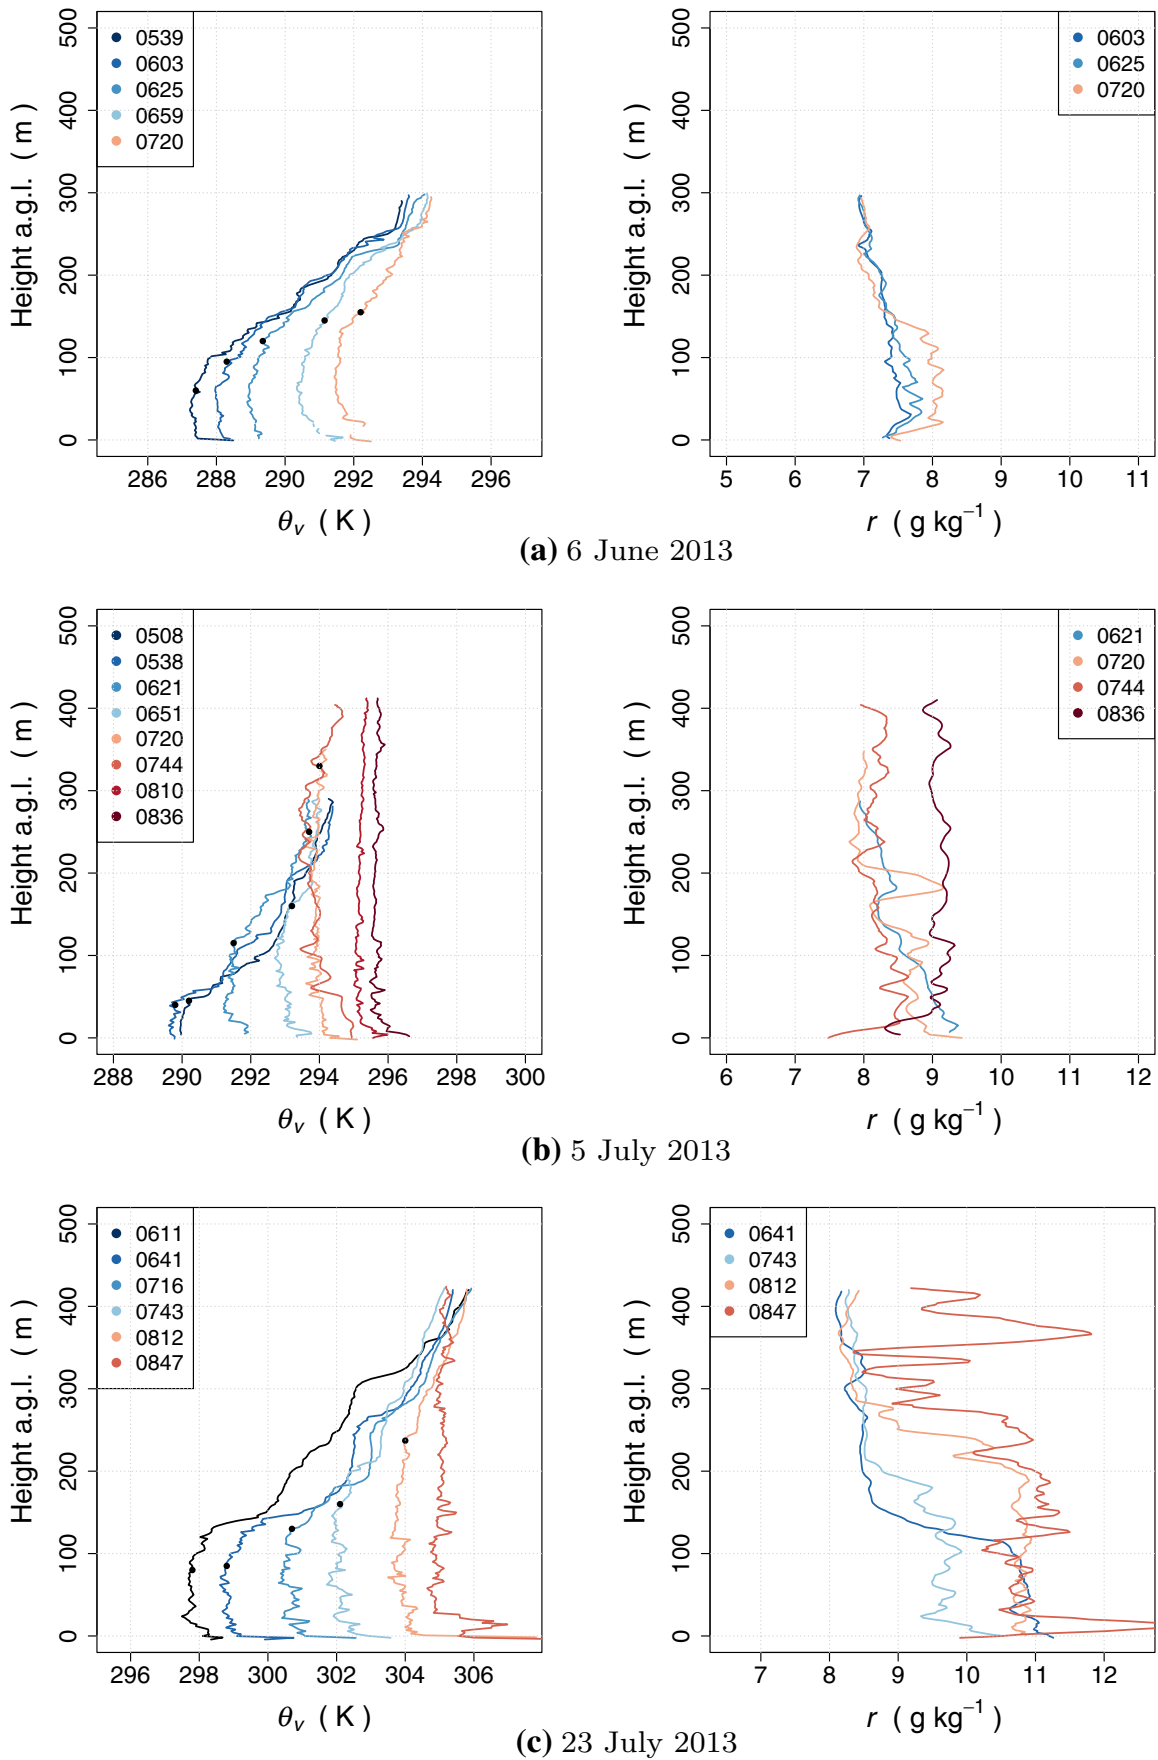 0539
0603
0625
0659
0720
0603
0625
0720
Height a.g.l. ( m )
0 100 200 300 400 500
286 288 290 292 294 296
θv ( K )
Height a.g.l. ( m )
0 100 200 300 400 500
5 6 7 8 9 10 11
r ( g kg−1 )
(a) 6 June 2013
0508
0538
0621
0651
0720
0744
0810
0836
0621
0720
0744
0836
Height a.g.l. ( m )
0 100 200 300 400 500
288 290 292 294 296 298 300
θv ( K )
Height a.g.l. ( m )
0 100 200 300 400 500
6 7 8 9 10 11 12
r ( g kg−1 )
(b) 5 July 2013
0611
0641
0716
0743
0812
0847
0641
0743
0812
0847
Height a.g.l. ( m )
0 100 200 300 400 500
296 298 300 302 304 306
θv ( K )
Height a.g.l. ( m )
0 100 200 300 400 500
7 8 9 10 11 12
r ( g kg−1 )
(c) 23 July 2013